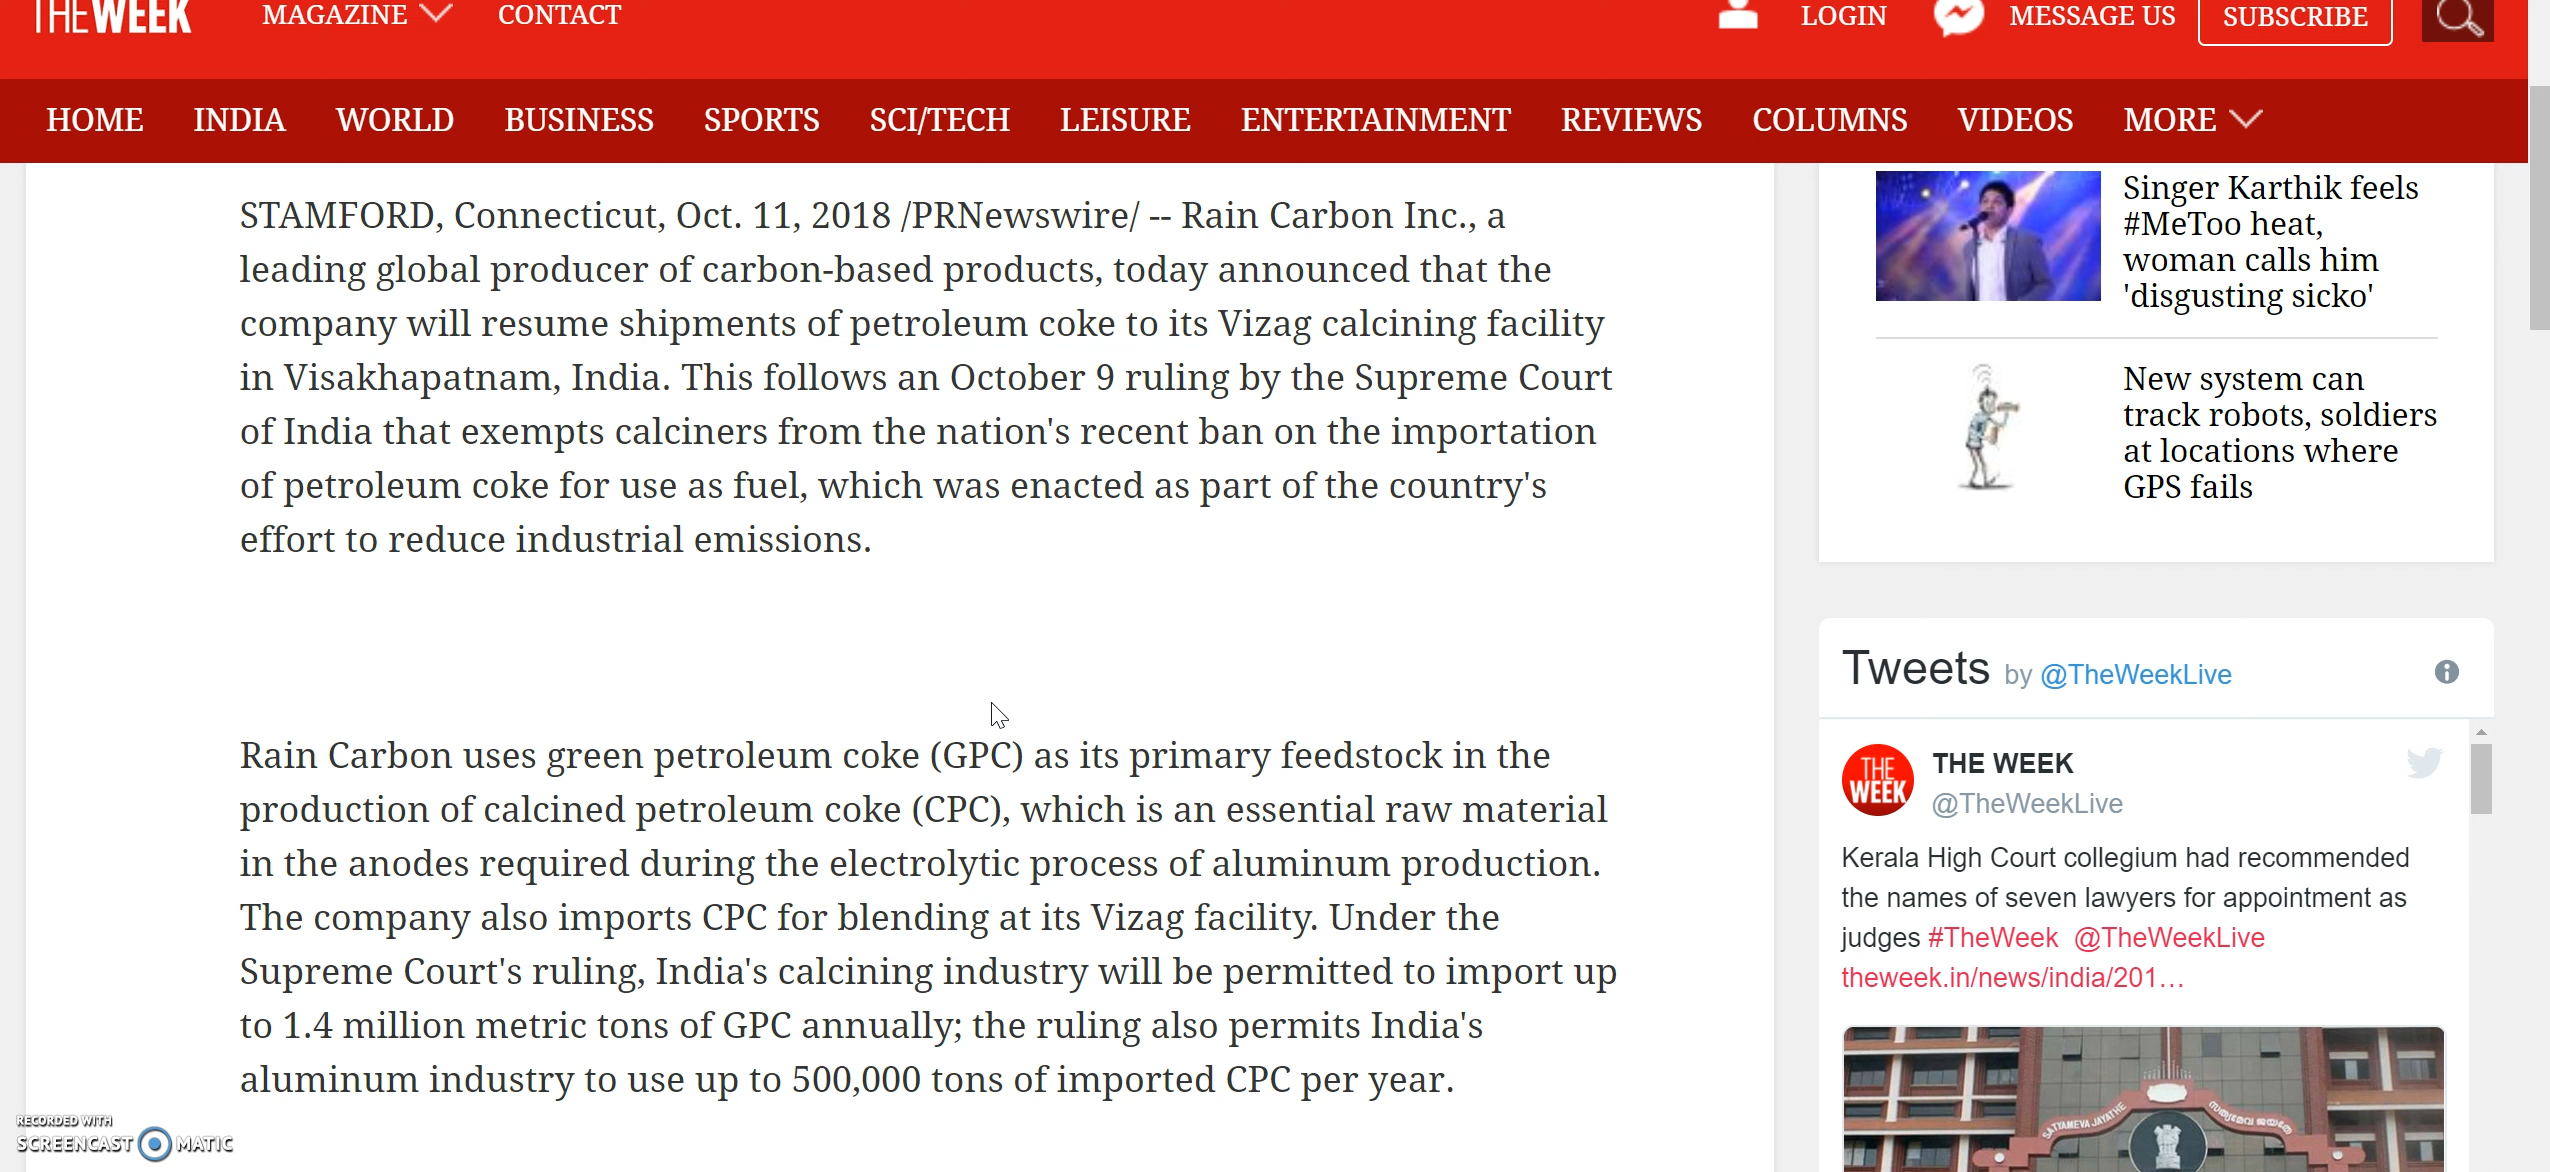 THE WEEK
MAGAZINE
CONTACT
LOGIN
MESSAGE US
SUBSCRIBE
HOME INDIA WORLD BUSINESS SPORTS SCI/TECH LEISURE ENTERTAINMENT REVIEWS COLUMNS VIDEOS MORE
STAMFORD, Connecticut, Oct. 11, 2018 /PRNewswire/ -- Rain Carbon Inc., a
leading global producer of carbon-based products, today announced that the
company will resume shipments of petroleum coke to its Vizag calcining facility
in Visakhapatnam, India. This follows an October 9 ruling by the Supreme Court
of India that exempts calciners from the nation's recent ban on the importation
of petroleum coke for use as fuel, which was enacted as part of the country's
effort to reduce industrial emissions.
Rain Carbon uses green petroleum coke (GPC) as its primary feedstock in the
production of calcined petroleum coke (CPC), which is an essential raw material
in the anodes required during the electrolytic process of aluminum production.
The company also imports CPC for blending at its Vizag facility. Under the
Supreme Court's ruling, India's calcining industry will be permitted to import up
to 1.4 million metric tons of GPC annually; the ruling also permits India's
aluminum industry to use up to 500,000 tons of imported CPC per year.
Singer Karthik feels
#MeToo heat,
woman calls him
'disgusting sicko'
New system can
track robots, soldiers
at locations where
GPS fails
Tweets by @TheWeekLive
THE WEEK
THE WEEK
@TheWeekLive
Kerala High Court collegium had recommended
the names of seven lawyers for appointment as
judges #TheWeek @TheWeekLive
theweek.in/news/india/201…
SATYAMEVA JAYATHE
RECORDED WITH
SCREENCAST MATIC